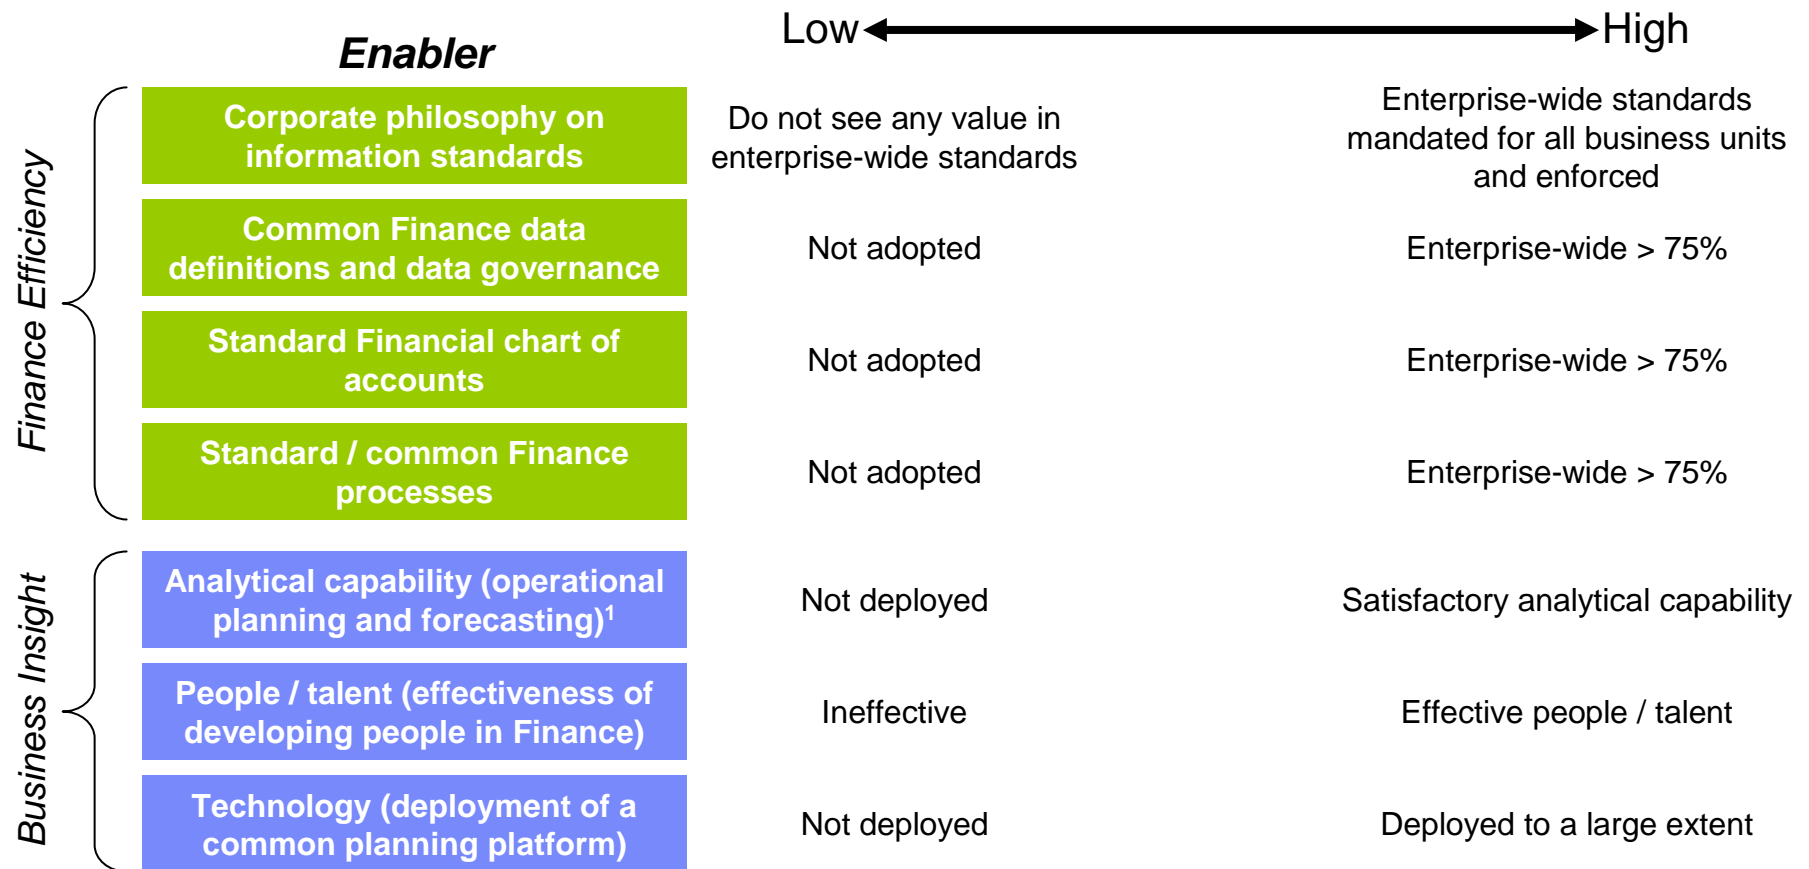 Enabler
Low
High
Finance Efficiency
Corporate philosophy on
information standards
Do not see any value in
enterprise-wide standards
Enterprise-wide standards
mandated for all business units
and enforced
Common Finance data
definitions and data governance
Not adopted
Enterprise-wide > 75%
Standard Financial chart of
accounts
Not adopted
Enterprise-wide > 75%
Standard / common Finance
processes
Not adopted
Enterprise-wide > 75%
Business Insight
Analytical capability (operational
planning and forecasting)¹
Not deployed
Satisfactory analytical capability
People / talent (effectiveness of
developing people in Finance)
Ineffective
Effective people / talent
Technology (deployment of a
common planning platform)
Not deployed
Deployed to a large extent